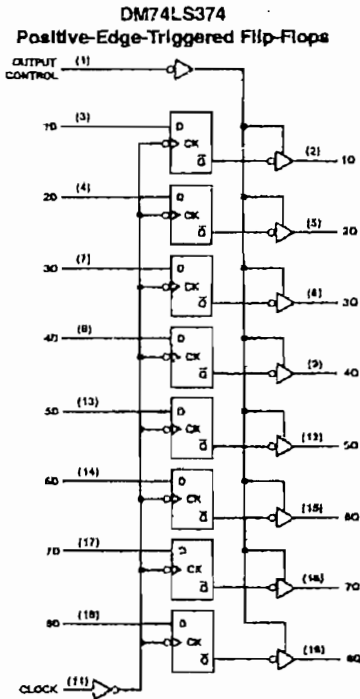 DM74LS374
Positive-Edge-Triggered Flip-Flops
OUTPUT CONTROL (1)
1D (3) D CK Q̅ (2) 1Q
2D (4) D CK Q̅ (5) 2Q
3D (7) D CK Q̅ (6) 3Q
4D (8) D CK Q̅ (9) 4Q
5D (13) D CK Q̅ (12) 5Q
6D (14) D CK Q̅ (15) 6Q
7D (17) D CK Q̅ (16) 7Q
8D (18) D CK Q̅ (19) 8Q
CLOCK (11)